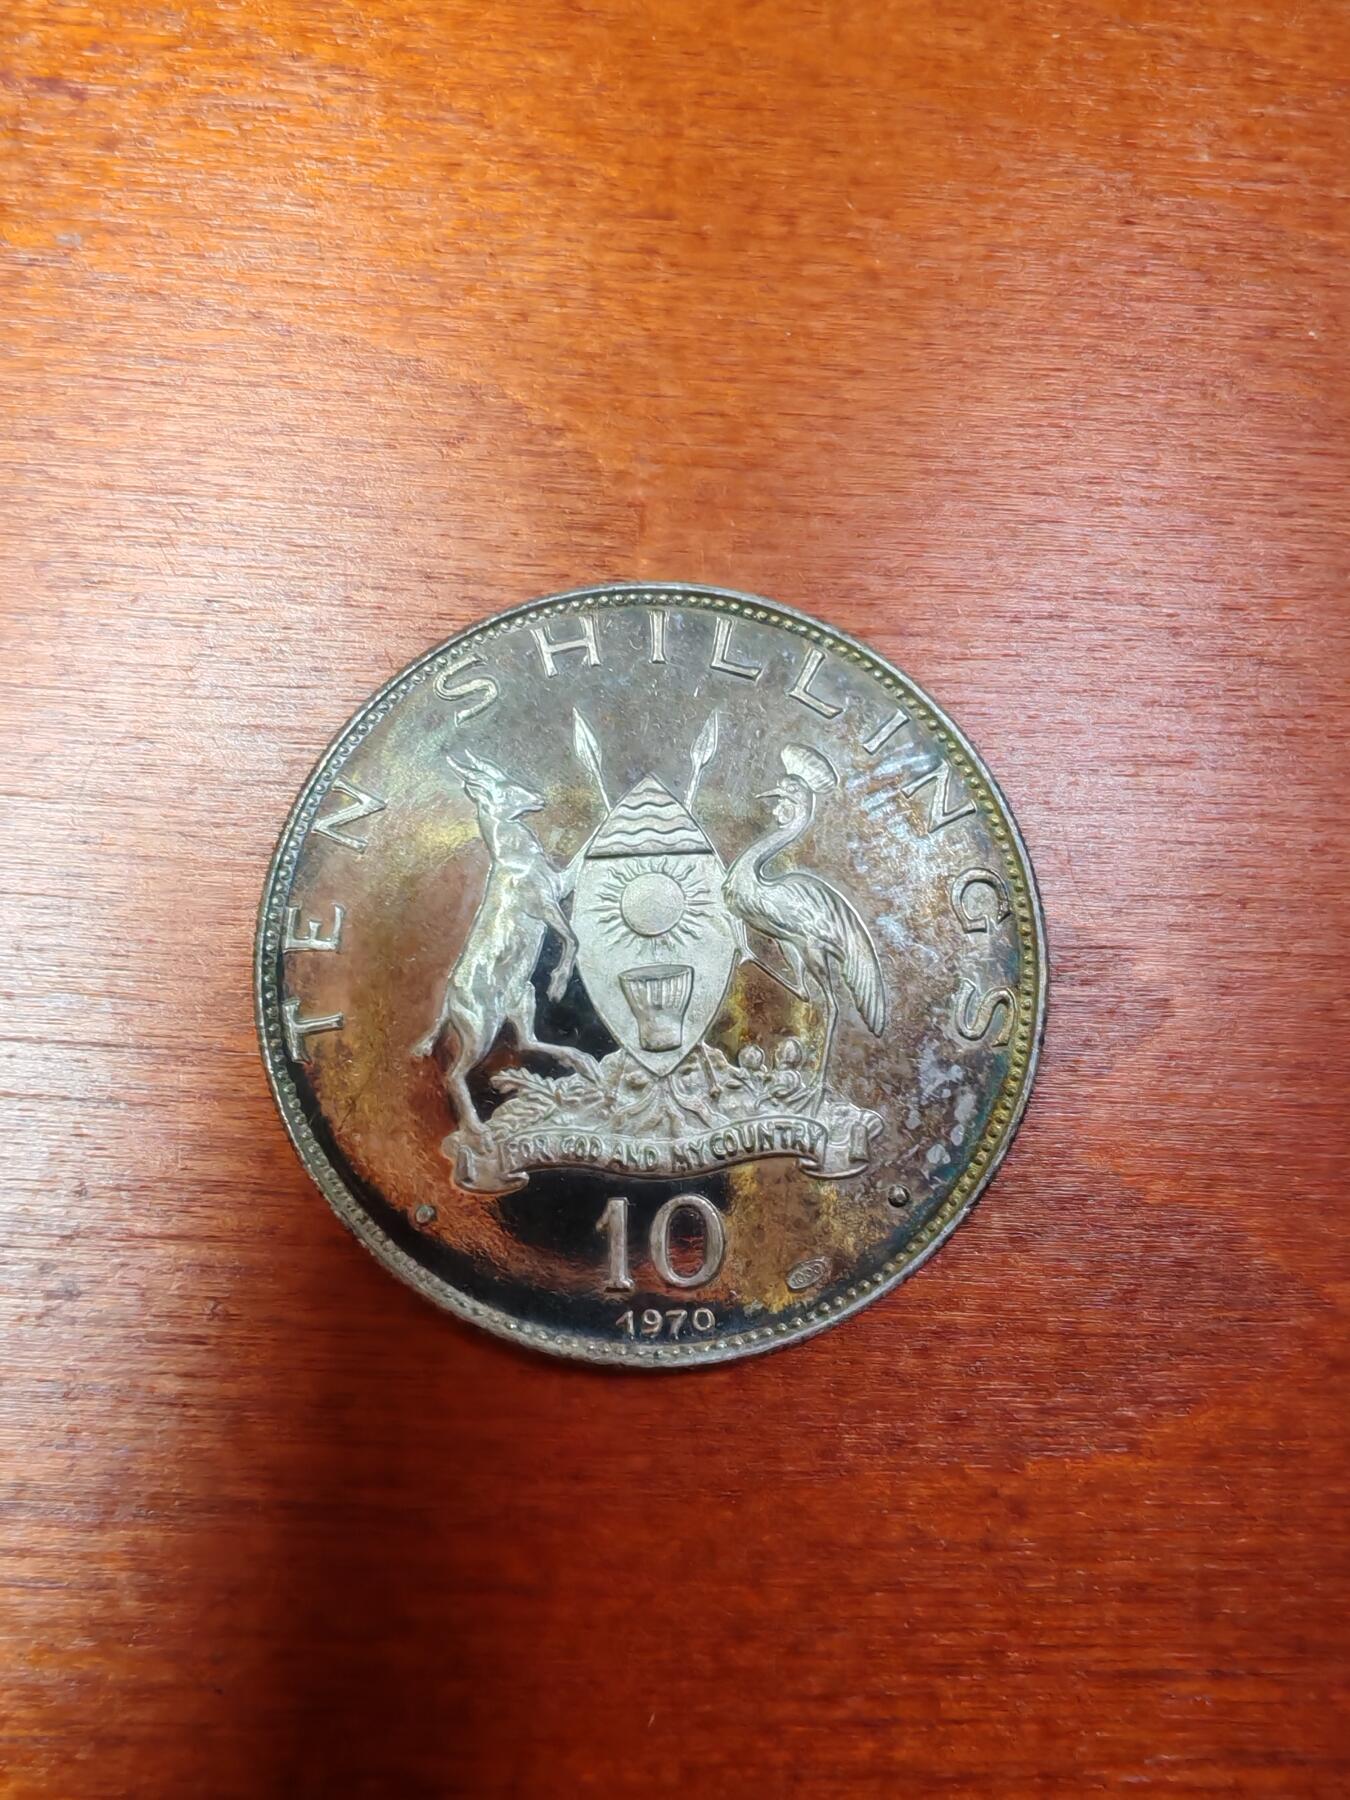 TEN SHILLINGS
FOR GOD AND MY COUNTRY
10
1970